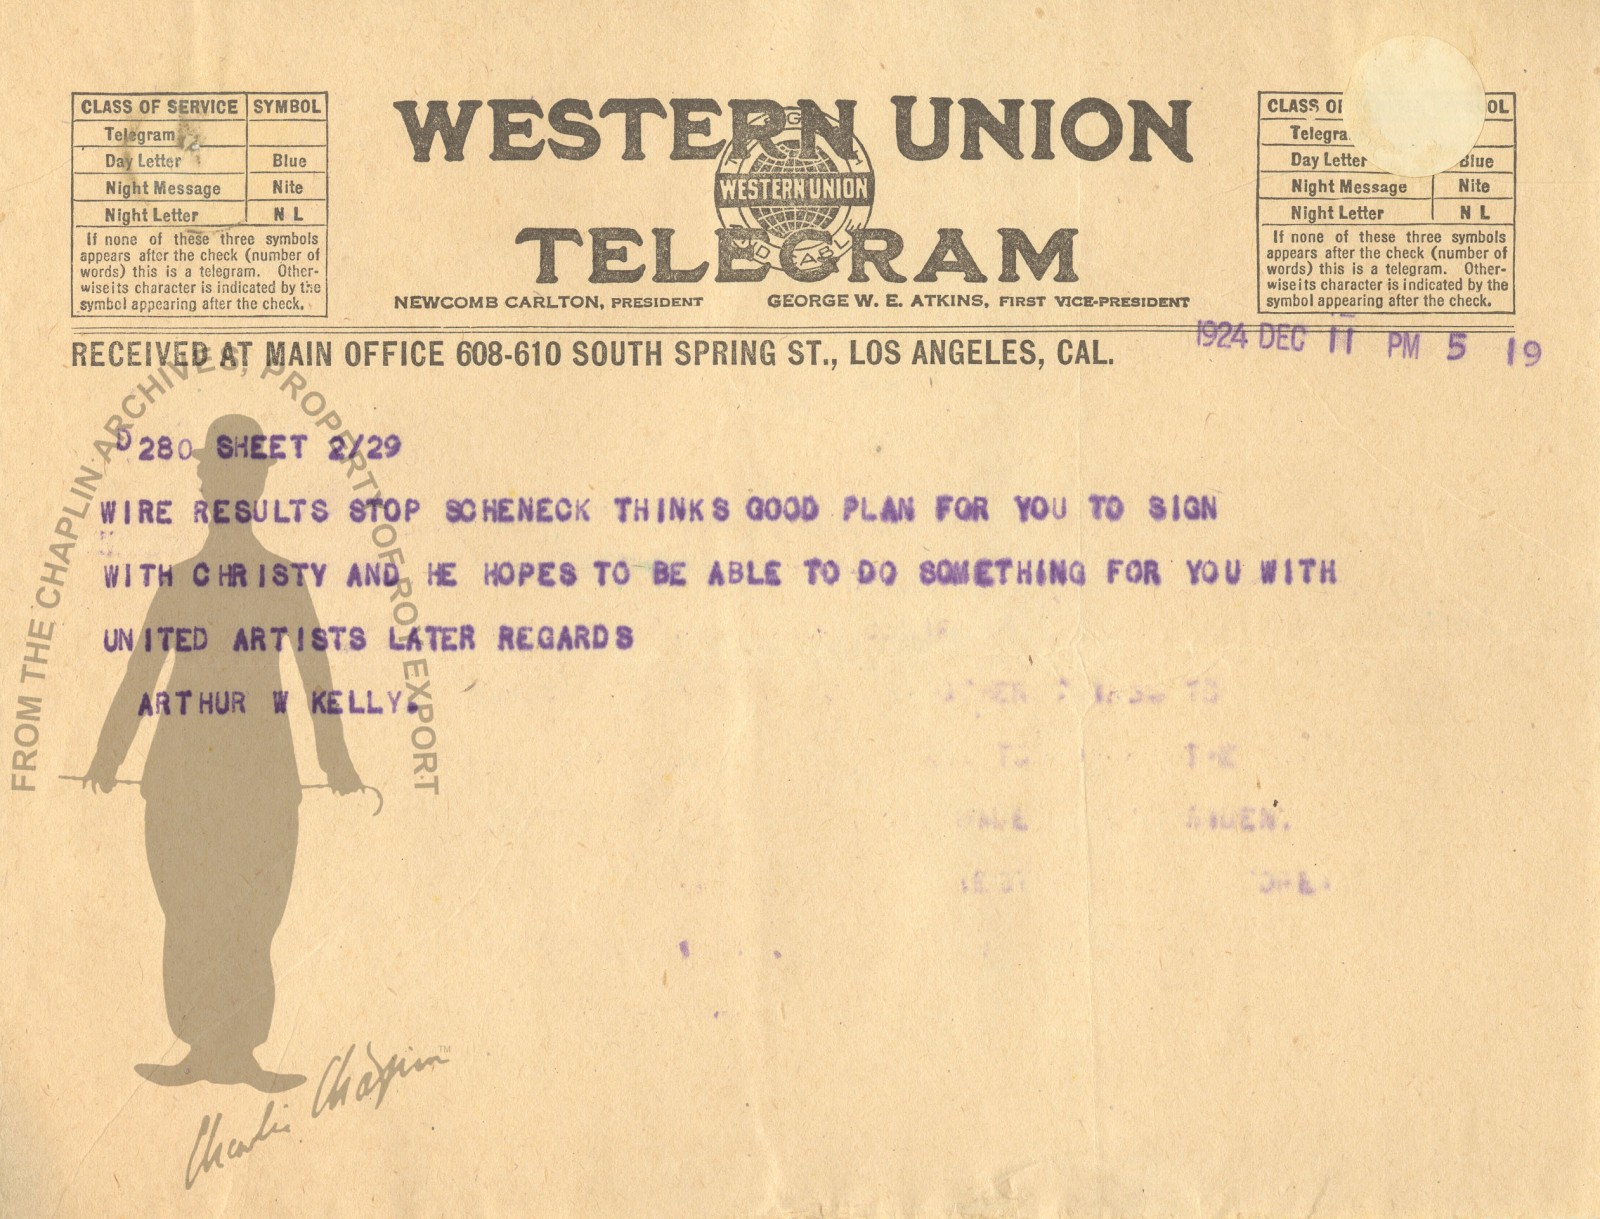 CLASS OF SERVICE SYMBOL
Telegram
Day Letter Blue
Night Message Nite
Night Letter N L
If none of these three symbols
appears after the check (number of
words) this is a telegram. Other-
wise its character is indicated by the
symbol appearing after the check.
WESTERN UNION
WESTERN UNION
TELEGRAM
NEWCOMB CARLTON, PRESIDENT GEORGE W. E. ATKINS, FIRST VICE-PRESIDENT
CLASS OF
Telegra
Day Letter Blue
Night Message Nite
Night Letter N L
If none of these three symbols
appears after the check (number of
words) this is a telegram. Other-
wise its character is indicated by the
symbol appearing after the check.
RECEIVED AT MAIN OFFICE 608-610 SOUTH SPRING ST., LOS ANGELES, CAL.
1924 DEC 11 PM 5 19
D280 SHEET 2/29
WIRE RESULTS STOP SCHENECK THINKS GOOD PLAN FOR YOU TO SIGN
WITH CHRISTY AND HE HOPES TO BE ABLE TO DO SOMETHING FOR YOU WITH
UNITED ARTISTS LATER REGARDS
ARTHUR W KELLY.
FROM THE CHAPLIN ARCHIVES, PROPERTY OF ROY EXPORT
Charlie Chaplin ™